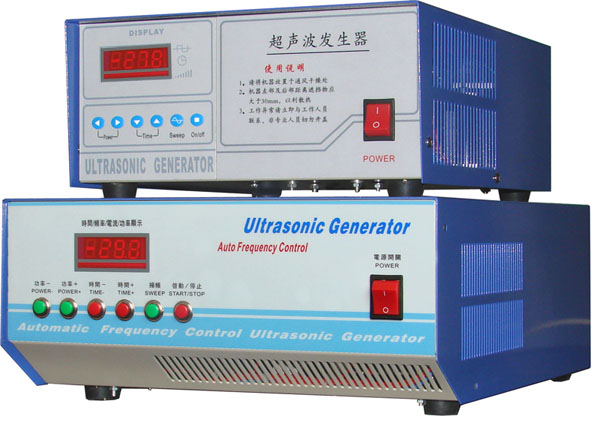 DISPLAY
超声波发生器
使用说明
1、请将机器放置于通风干燥处
2、机器左部及后部距离遮挡物应
大于30mm，以利散热
3、工作异常请立即与工作人员
联系，非专业人员切勿开盖
Power
Time
Sweep
On/off
I
O
POWER
ULTRASONIC GENERATOR
時間/頻率/電流/功率顯示
Ultrasonic Generator
Auto Frequency Control
電源開關
POWER
功率－ 功率＋ 時間－ 時間＋ 掃頻 啓動／停止
POWER- POWER+ TIME- TIME+ SWEEP START/STOP
Automatic Frequency Control Ultrasonic Generator